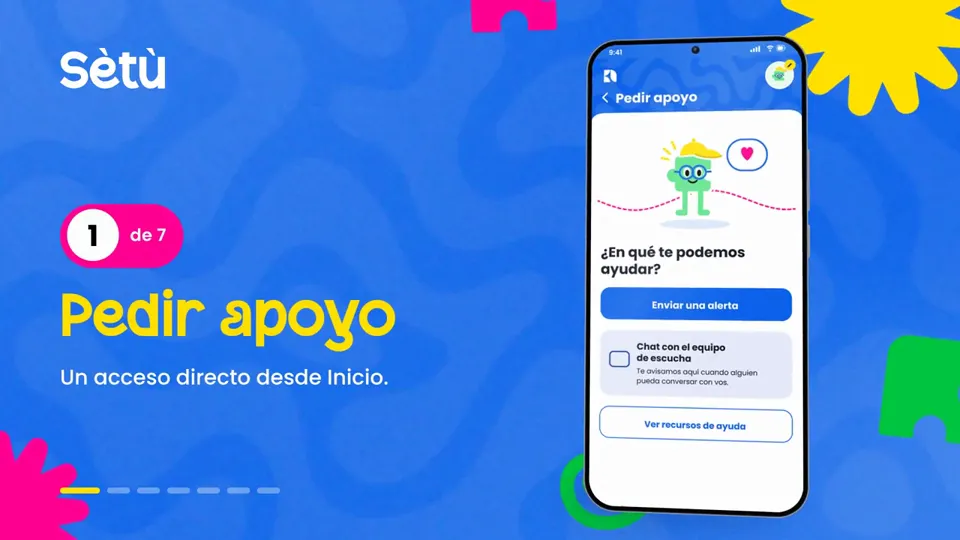 Sètù
1 de 7
Pedir apoyo
Un acceso directo desde Inicio.
9:41
Pedir apoyo
¿En qué te podemos
ayudar?
Enviar una alerta
Chat con el equipo
de escucha
Te avisamos aquí cuando alguien
pueda conversar con vos.
Ver recursos de ayuda